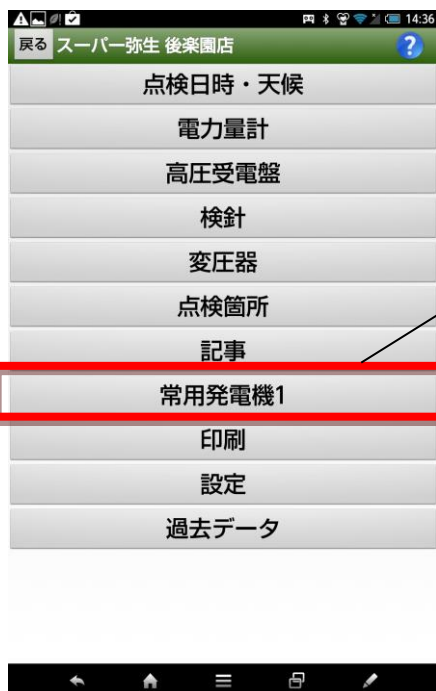 14:36
戻る スーパー弥生 後楽園店 ?
点検日時・天候
電力量計
高圧受電盤
検針
変圧器
点検箇所
記事
常用発電機1
印刷
設定
過去データ